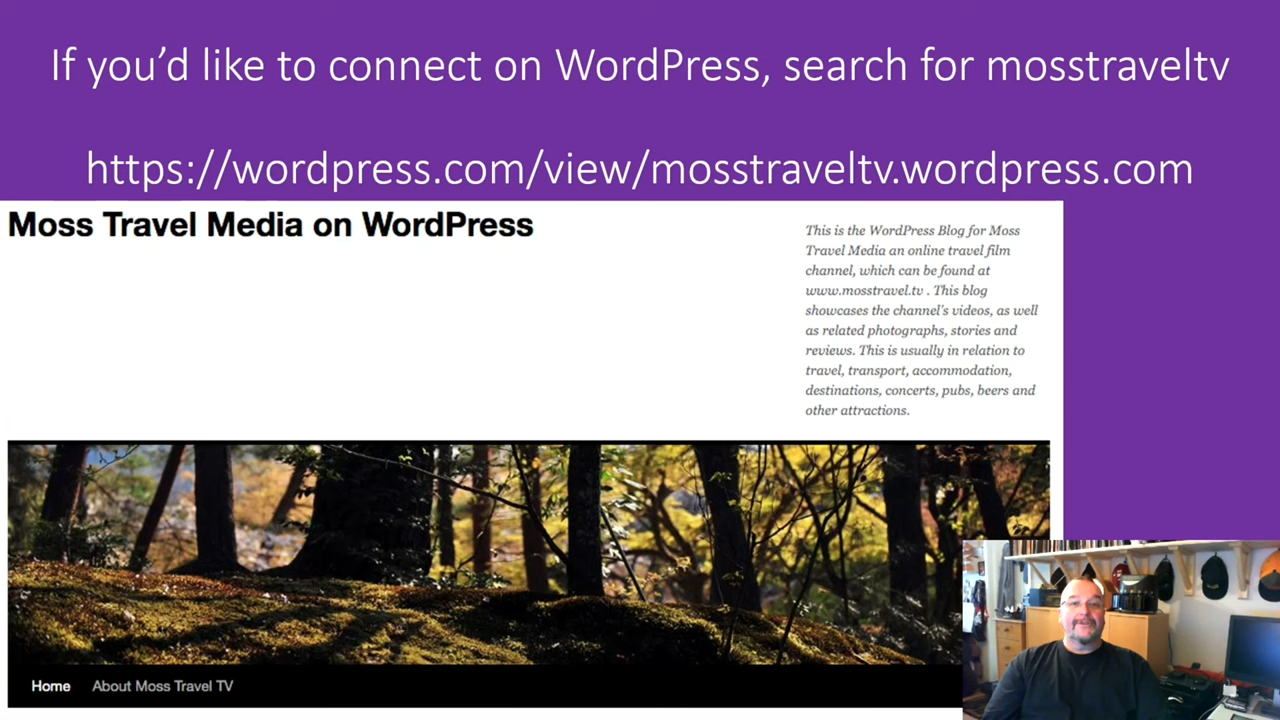 If you’d like to connect on WordPress, search for mosstraveltv
https://wordpress.com/view/mosstraveltv.wordpress.com
Moss Travel Media on WordPress
This is the WordPress Blog for Moss
Travel Media an online travel film
channel, which can be found at
www.mosstravel.tv . This blog
showcases the channel's videos, as well
as related photographs, stories and
reviews. This is usually in relation to
travel, transport, accommodation,
destinations, concerts, pubs, beers and
other attractions.
Home About Moss Travel TV